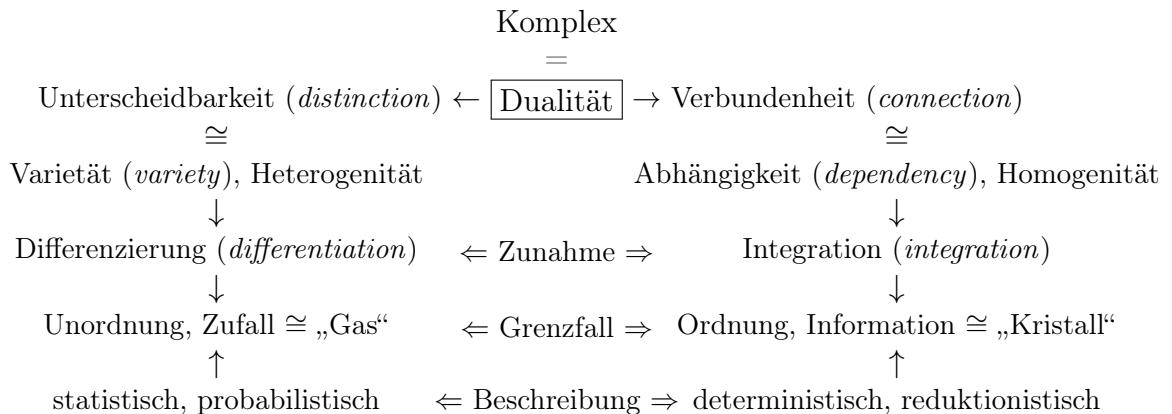 Komplex
=
Unterscheidbarkeit (distinction) ← Dualität → Verbundenheit (connection)
≅ ≅
Varietät (variety), Heterogenität Abhängigkeit (dependency), Homogenität
↓ ↓
Differenzierung (differentiation) ⇐ Zunahme ⇒ Integration (integration)
↓ ↓
Unordnung, Zufall ≅ „Gas“ ⇐ Grenzfall ⇒ Ordnung, Information ≅ „Kristall“
↑ ↑
statistisch, probabilistisch ⇐ Beschreibung ⇒ deterministisch, reduktionistisch